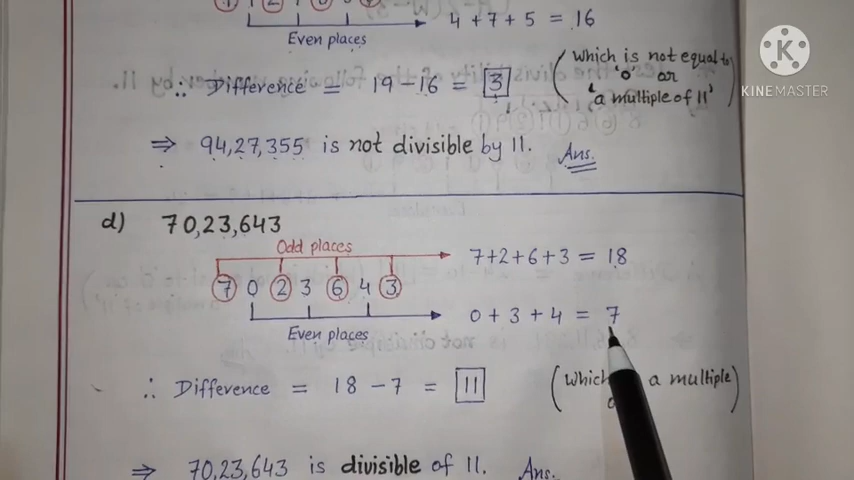 4 + 7 + 5 = 16
Even places
∴ Difference = 19 - 16 = 3 (Which is not equal to
'0' or
'a multiple of 11')
KINEMASTER
⇒ 94,27,355 is not divisible by 11. Ans.
d) 70,23,643
Odd places
7+2+6+3 = 18
7 0 2 3 6 4 3
0 + 3 + 4 = 7
Even places
∴ Difference = 18 - 7 = 11 (Which a multiple
⇒ 70,23,643 is divisible of 11. Ans.